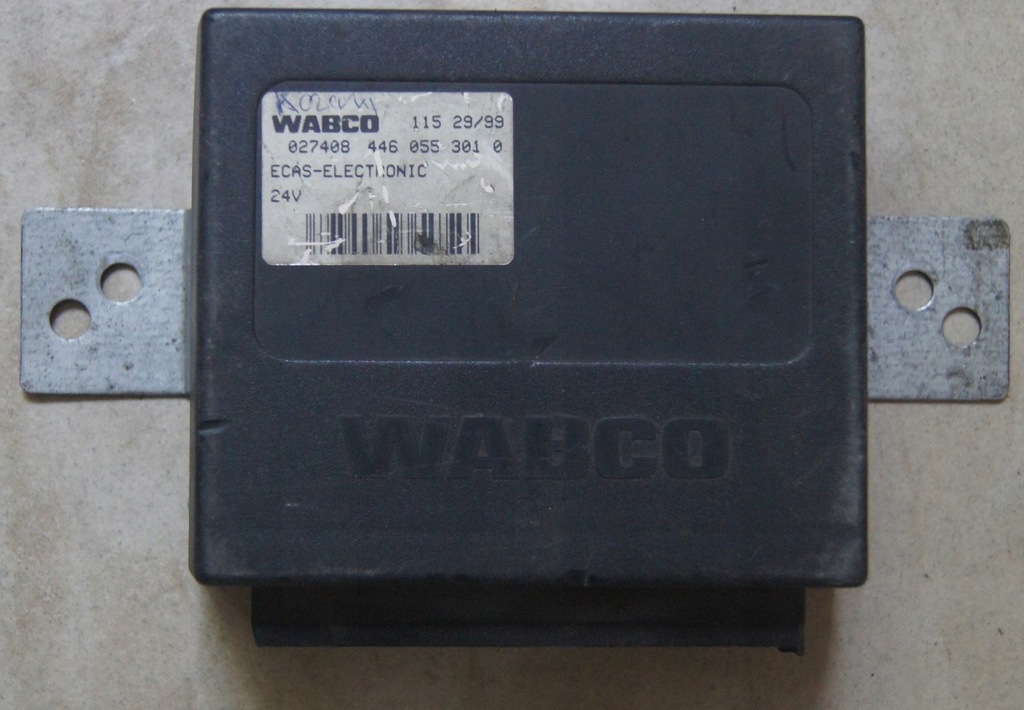 WABCO 115 29/99
027408 446 055 301 0
ECAS-ELECTRONIC
24V
WABCO